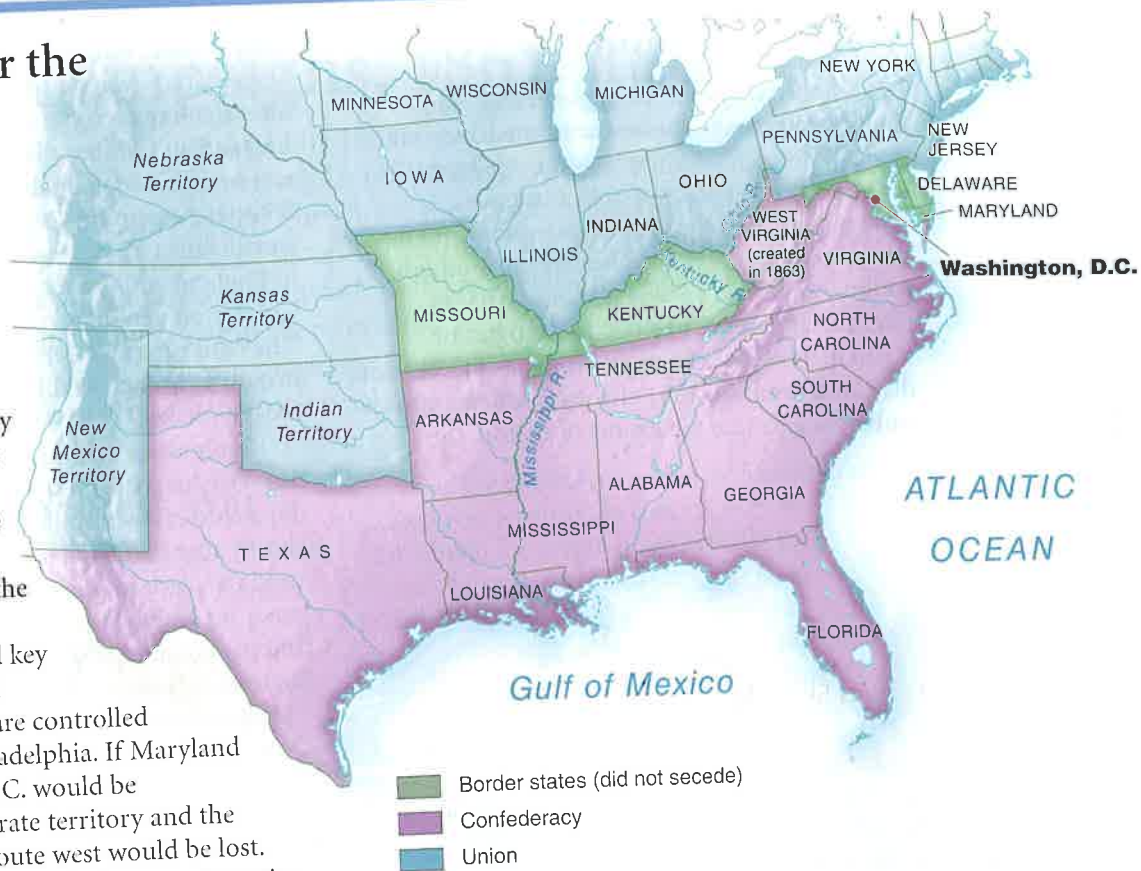 r the
NEW YORK
WISCONSIN
MICHIGAN
MINNESOTA
PENNSYLVANIA
NEW
JERSEY
Nebraska
Territory
IOWA
OHIO
DELAWARE
MARYLAND
Ohio R.
WEST
VIRGINIA
(created
in 1863)
INDIANA
ILLINOIS
VIRGINIA
Washington, D.C.
Kentucky R.
Kansas
Territory
MISSOURI
KENTUCKY
NORTH
CAROLINA
TENNESSEE
SOUTH
CAROLINA
Indian
Territory
ARKANSAS
Mississippi R.
y
New
Mexico
Territory
ALABAMA
GEORGIA
ATLANTIC
OCEAN
MISSISSIPPI
TEXAS
LOUISIANA
FLORIDA
Gulf of Mexico
the
l key
are controlled
adelphia. If Maryland
C. would be
rate territory and the
oute west would be lost.
Border states (did not secede)
Confederacy
Union